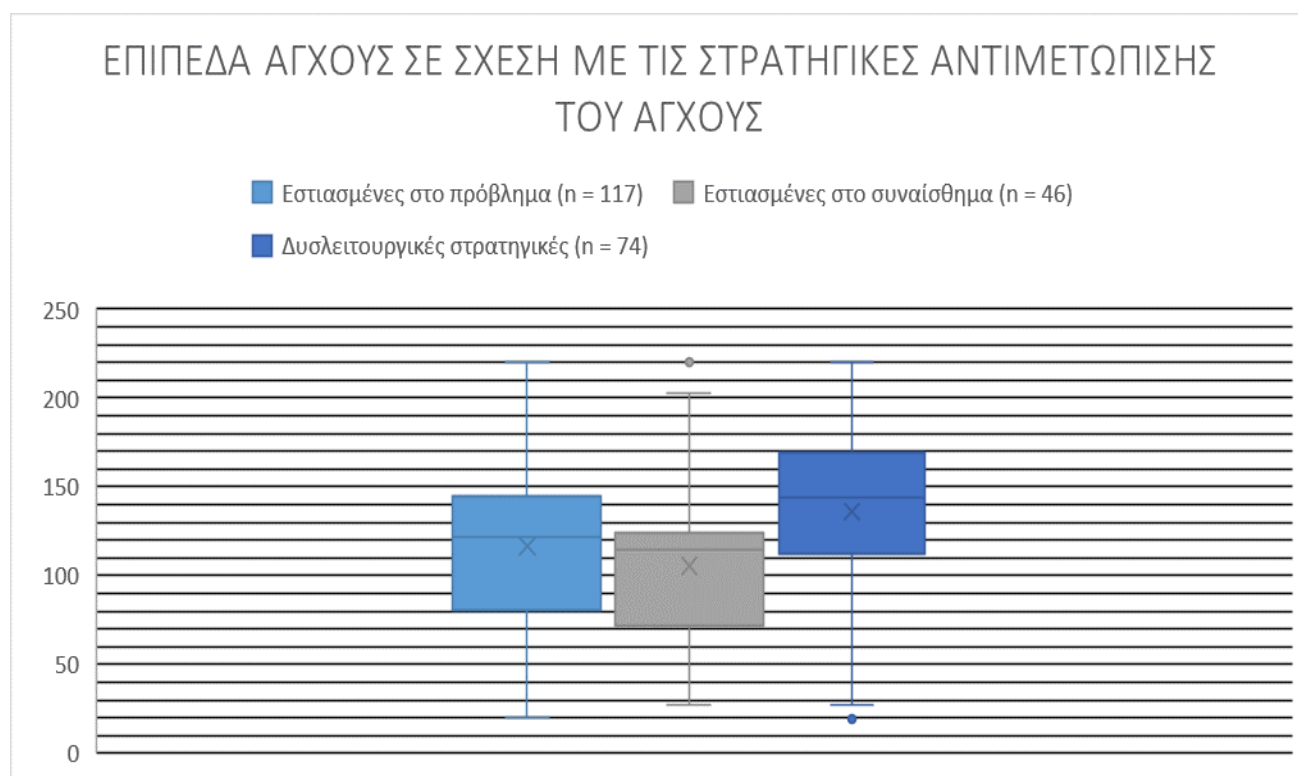 ΕΠΙΠΕΔΑ ΑΓΧΟΥΣ ΣΕ ΣΧΕΣΗ ΜΕ ΤΙΣ ΣΤΡΑΤΗΓΙΚΕΣ ΑΝΤΙΜΕΤΩΠΙΣΗΣ
ΤΟΥ ΑΓΧΟΥΣ
Εστιασμένες στο πρόβλημα (n = 117) Εστιασμένες στο συναίσθημα (n = 46)
Δυσλειτουργικές στρατηγικές (n = 74)
250
200
150
100
50
0